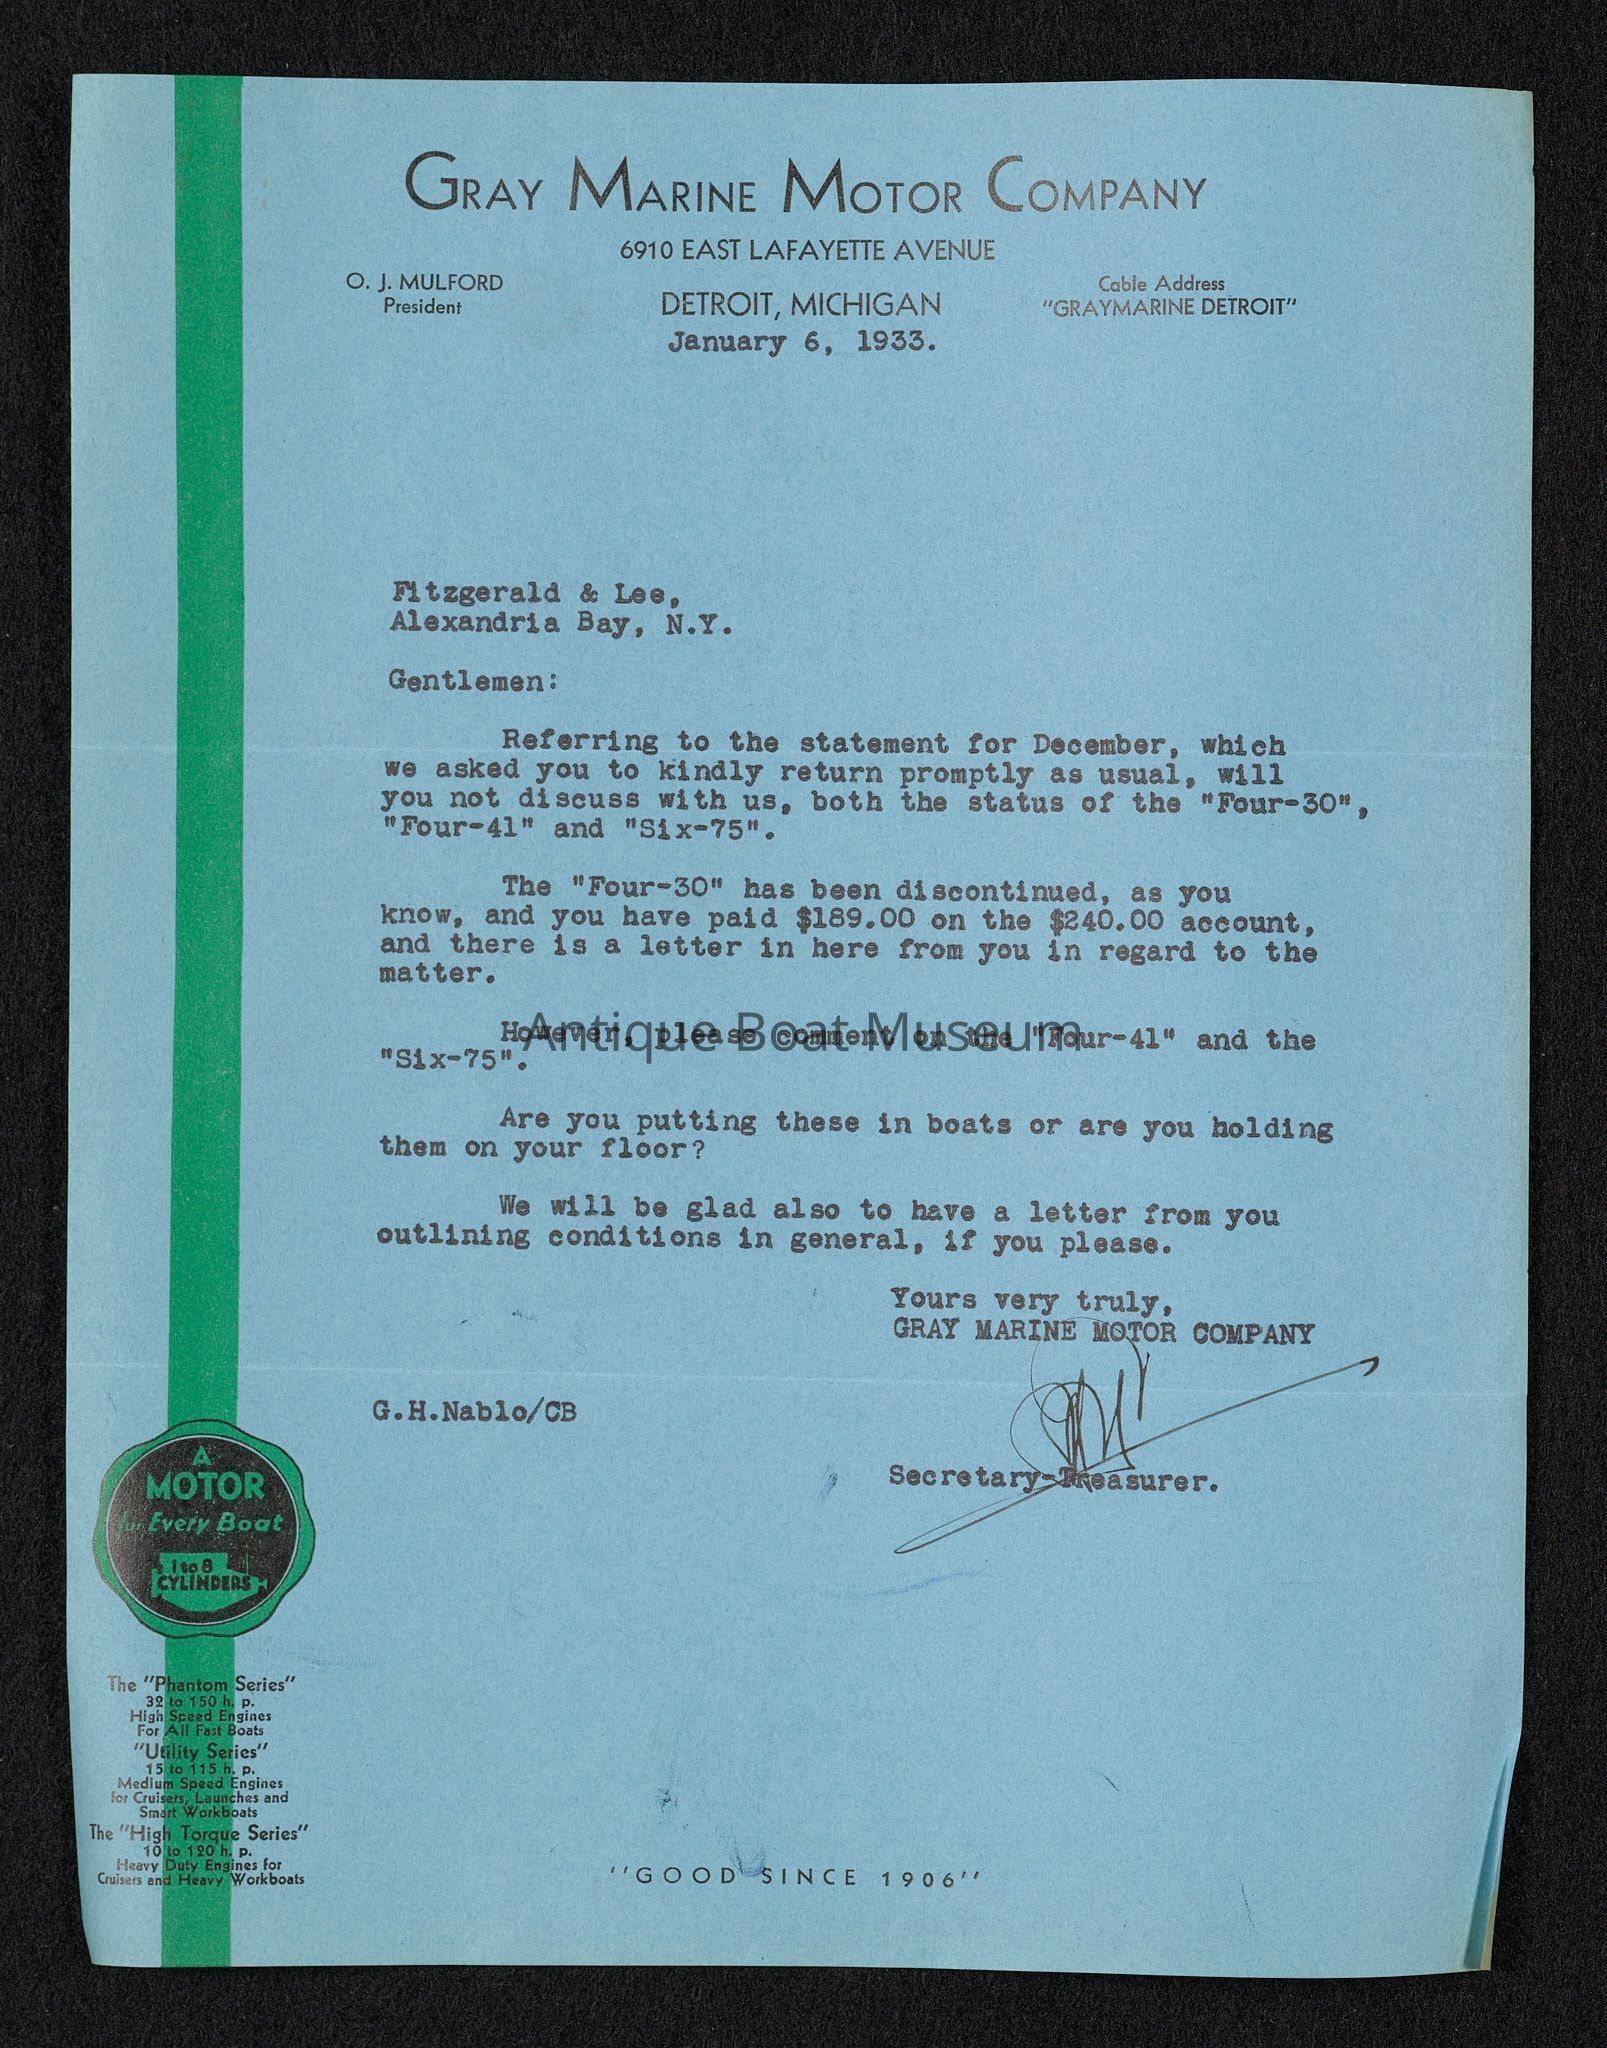 GRAY MARINE MOTOR COMPANY
6910 EAST LAFAYETTE AVENUE
O. J. MULFORD
President
DETROIT, MICHIGAN
Cable Address
"GRAYMARINE DETROIT"
January 6, 1933.
Fitzgerald & Lee,
Alexandria Bay, N.Y.
Gentlemen:
Referring to the statement for December, which
we asked you to kindly return promptly as usual, will
you not discuss with us, both the status of the "Four-30",
"Four-41" and "Six-75".
The "Four-30" has been discontinued, as you
know, and you have paid $189.00 on the $240.00 account,
and there is a letter in here from you in regard to the
matter.
However, please comment on the "Four-41" and the
"Six-75".
Antique Boat Museum
Are you putting these in boats or are you holding
them on your floor?
We will be glad also to have a letter from you
outlining conditions in general, if you please.
Yours very truly,
GRAY MARINE MOTOR COMPANY
G.H.Nablo/CB
Secretary-Treasurer.
A
MOTOR
for Every Boat
1 to 8
CYLINDERS
The "Phantom Series"
32 to 150 h. p.
High Speed Engines
For All Fast Boats
"Utility Series"
15 to 115 h. p.
Medium Speed Engines
for Cruisers, Launches and
Smart Workboats
The "High Torque Series"
10 to 120 h. p.
Heavy Duty Engines for
Cruisers and Heavy Workboats
"GOOD SINCE 1906"